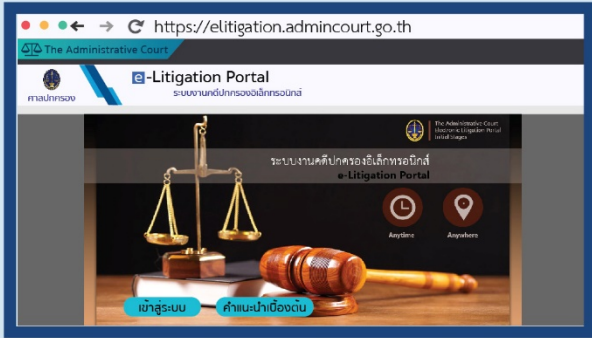 https://elitigation.admincourt.go.th
The Administrative Court
e-Litigation Portal
ระบบงานคดีปกครองอิเล็กทรอนิกส์
ศาลปกครอง
The Administrative Court
Electronic Litigation Portal
Initial Stages
ระบบงานคดีปกครองอิเล็กทรอนิกส์
e-Litigation Portal
Anytime
Anywhere
เข้าสู่ระบบ
คำแนะนำเบื้องต้น